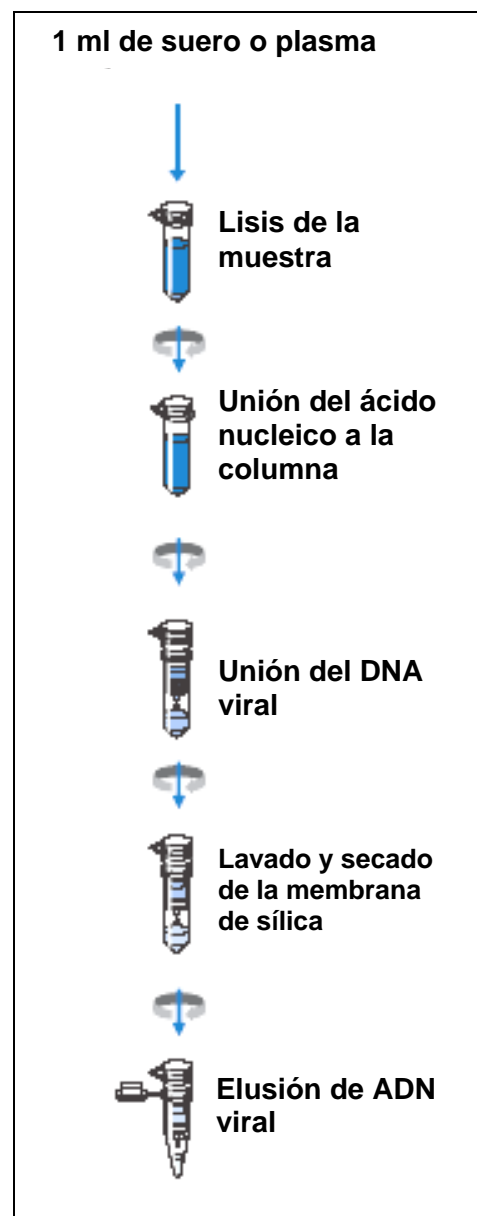 1 ml de suero o plasma
Lisis de la
muestra
Unión del ácido
nucleico a la
columna
Unión del DNA
viral
Lavado y secado
de la membrana
de sílica
Elusión de ADN
viral